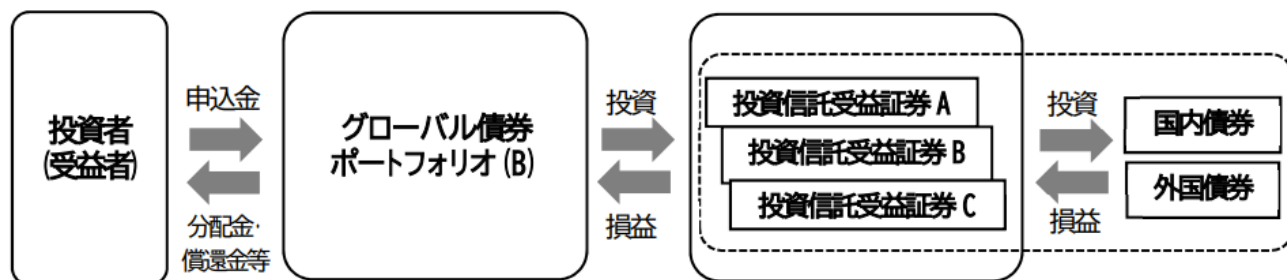 投資者
(受益者)
申込金
分配金・
償還金等
グローバル債券
ポートフォリオ(B)
投資
損益
投資信託受益証券A
投資信託受益証券B
投資信託受益証券C
投資
損益
国内債券
外国債券